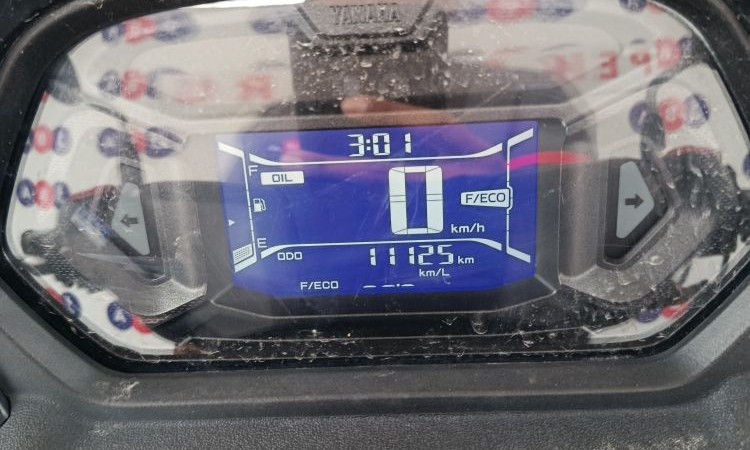 YAMAHA
3:01
F
OIL
0
F/ECO
km/h
E
ODO
11125 km
km/L
F/ECO --.-